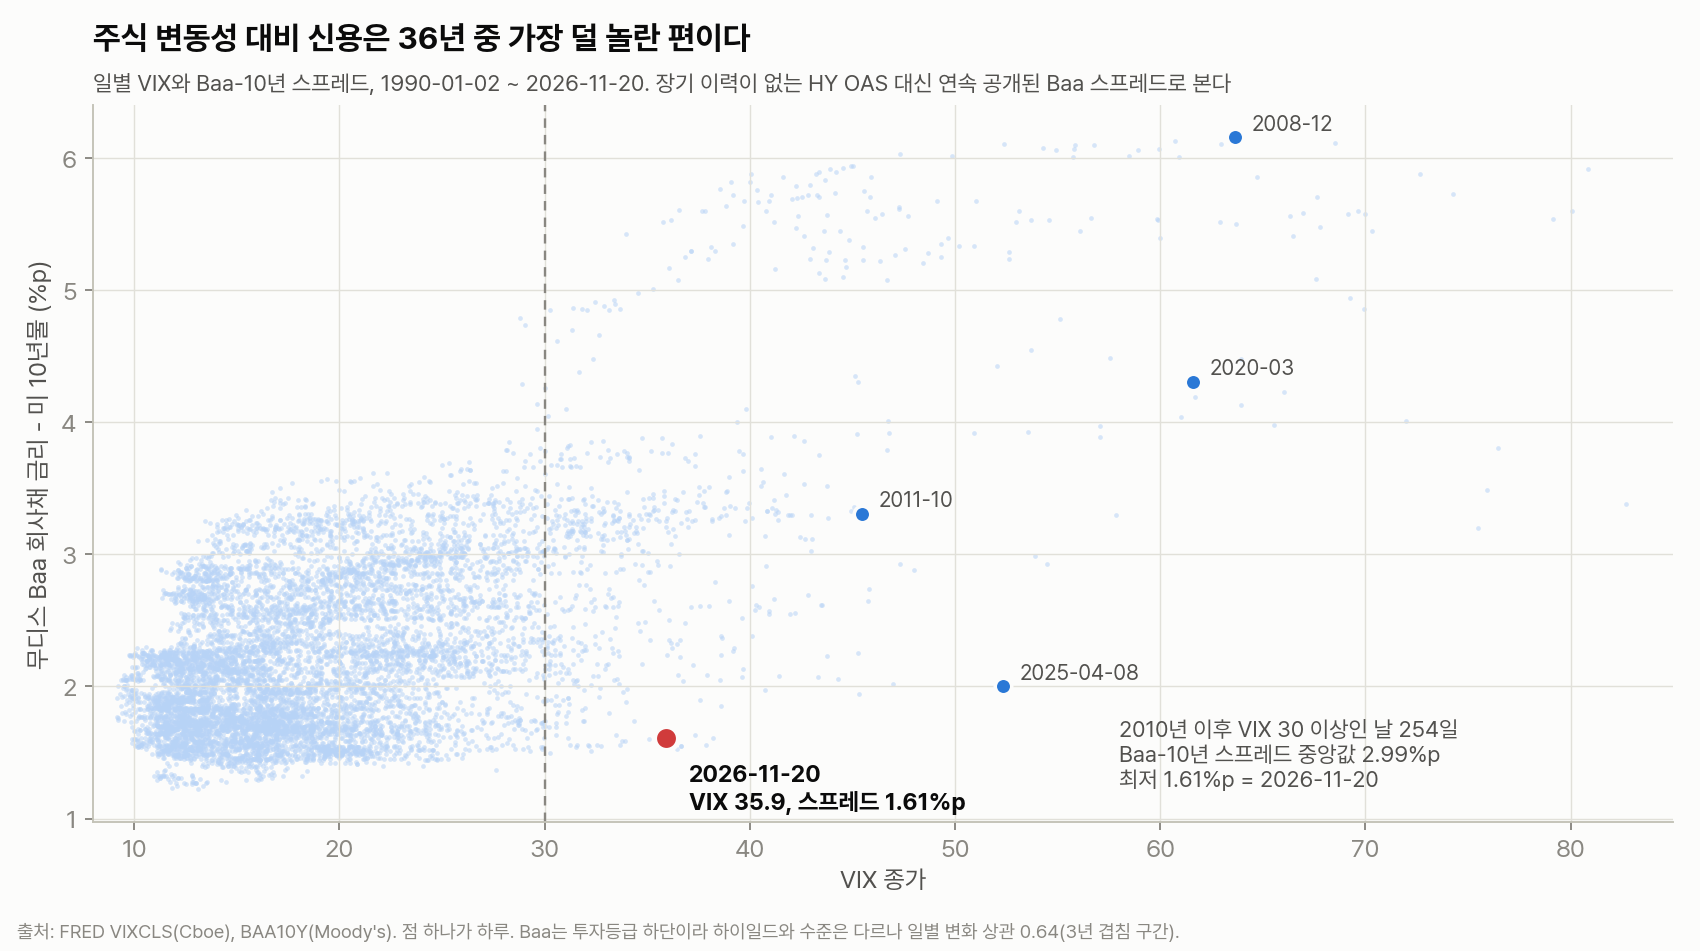 주식 변동성 대비 신용은 36년 중 가장 덜 놀란 편이다
일별 VIX와 Baa-10년 스프레드, 1990-01-02 ~ 2026-11-20. 장기 이력이 없는 HY OAS 대신 연속 공개된 Baa 스프레드로 본다
무디스 Baa 회사채 금리 - 미 10년물 (%p)
6
5
4
3
2
1
2008-12
2020-03
2011-10
2025-04-08
2010년 이후 VIX 30 이상인 날 254일
Baa-10년 스프레드 중앙값 2.99%p
최저 1.61%p = 2026-11-20
2026-11-20
VIX 35.9, 스프레드 1.61%p
10 20 30 40 50 60 70 80
VIX 종가
출처: FRED VIXCLS(Cboe), BAA10Y(Moody's). 점 하나가 하루. Baa는 투자등급 하단이라 하이일드와 수준은 다르나 일별 변화 상관 0.64(3년 겹침 구간).